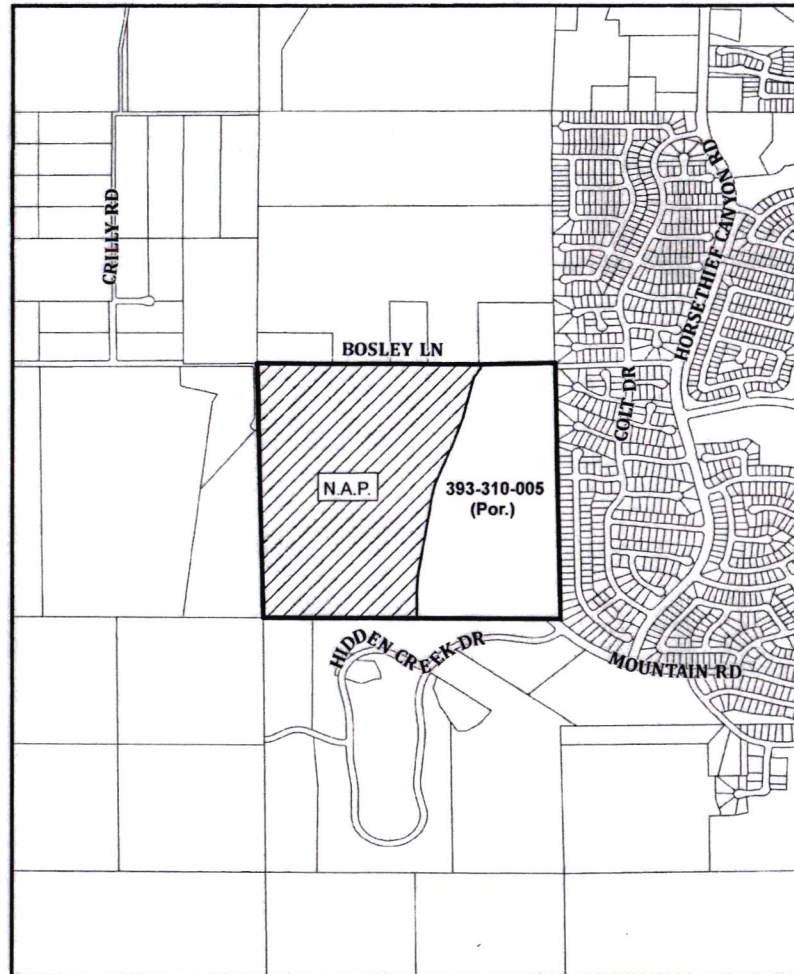 HORSETHIEF CANYON RD
CRILLY RD
BOSLEY LN
COLT DR
N.A.P.
393-310-005
(Por.)
HIDDEN CREEK DR
MOUNTAIN RD